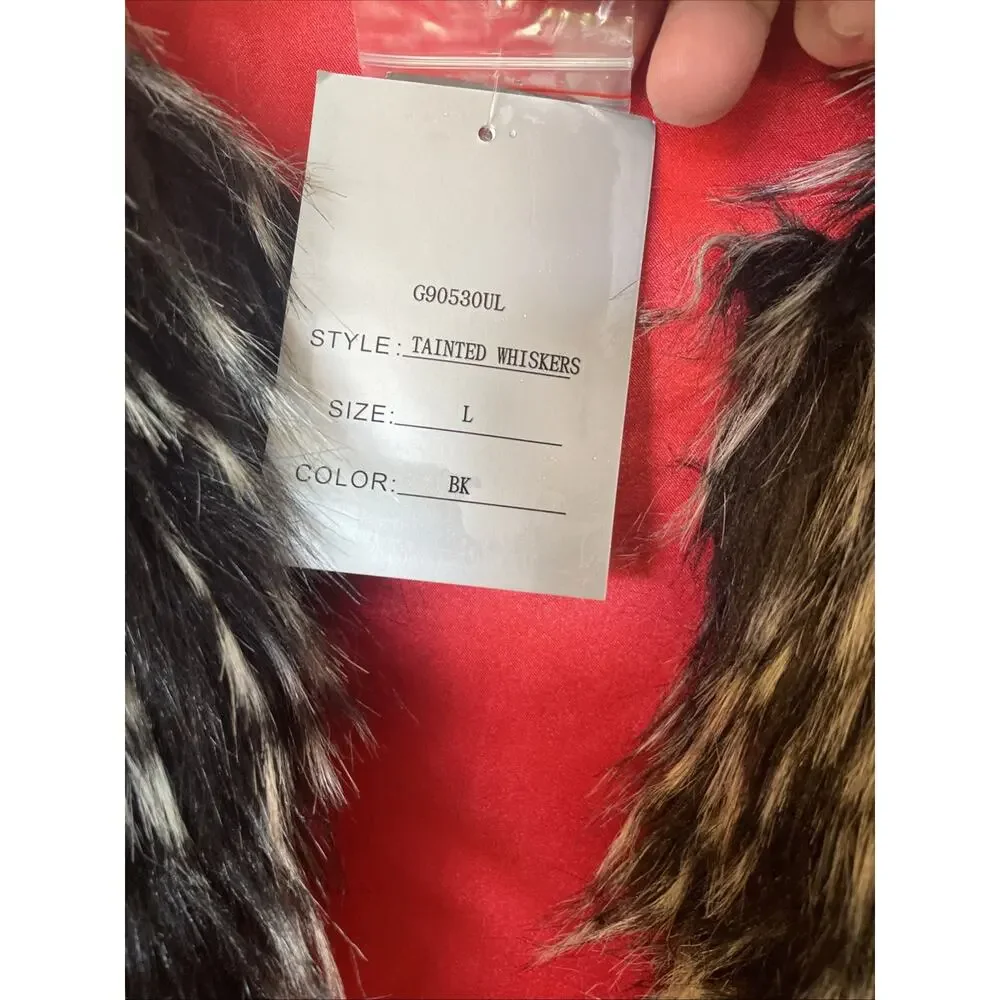 G90530UL
STYLE: TAINTED WHISKERS
SIZE: L
COLOR: BK